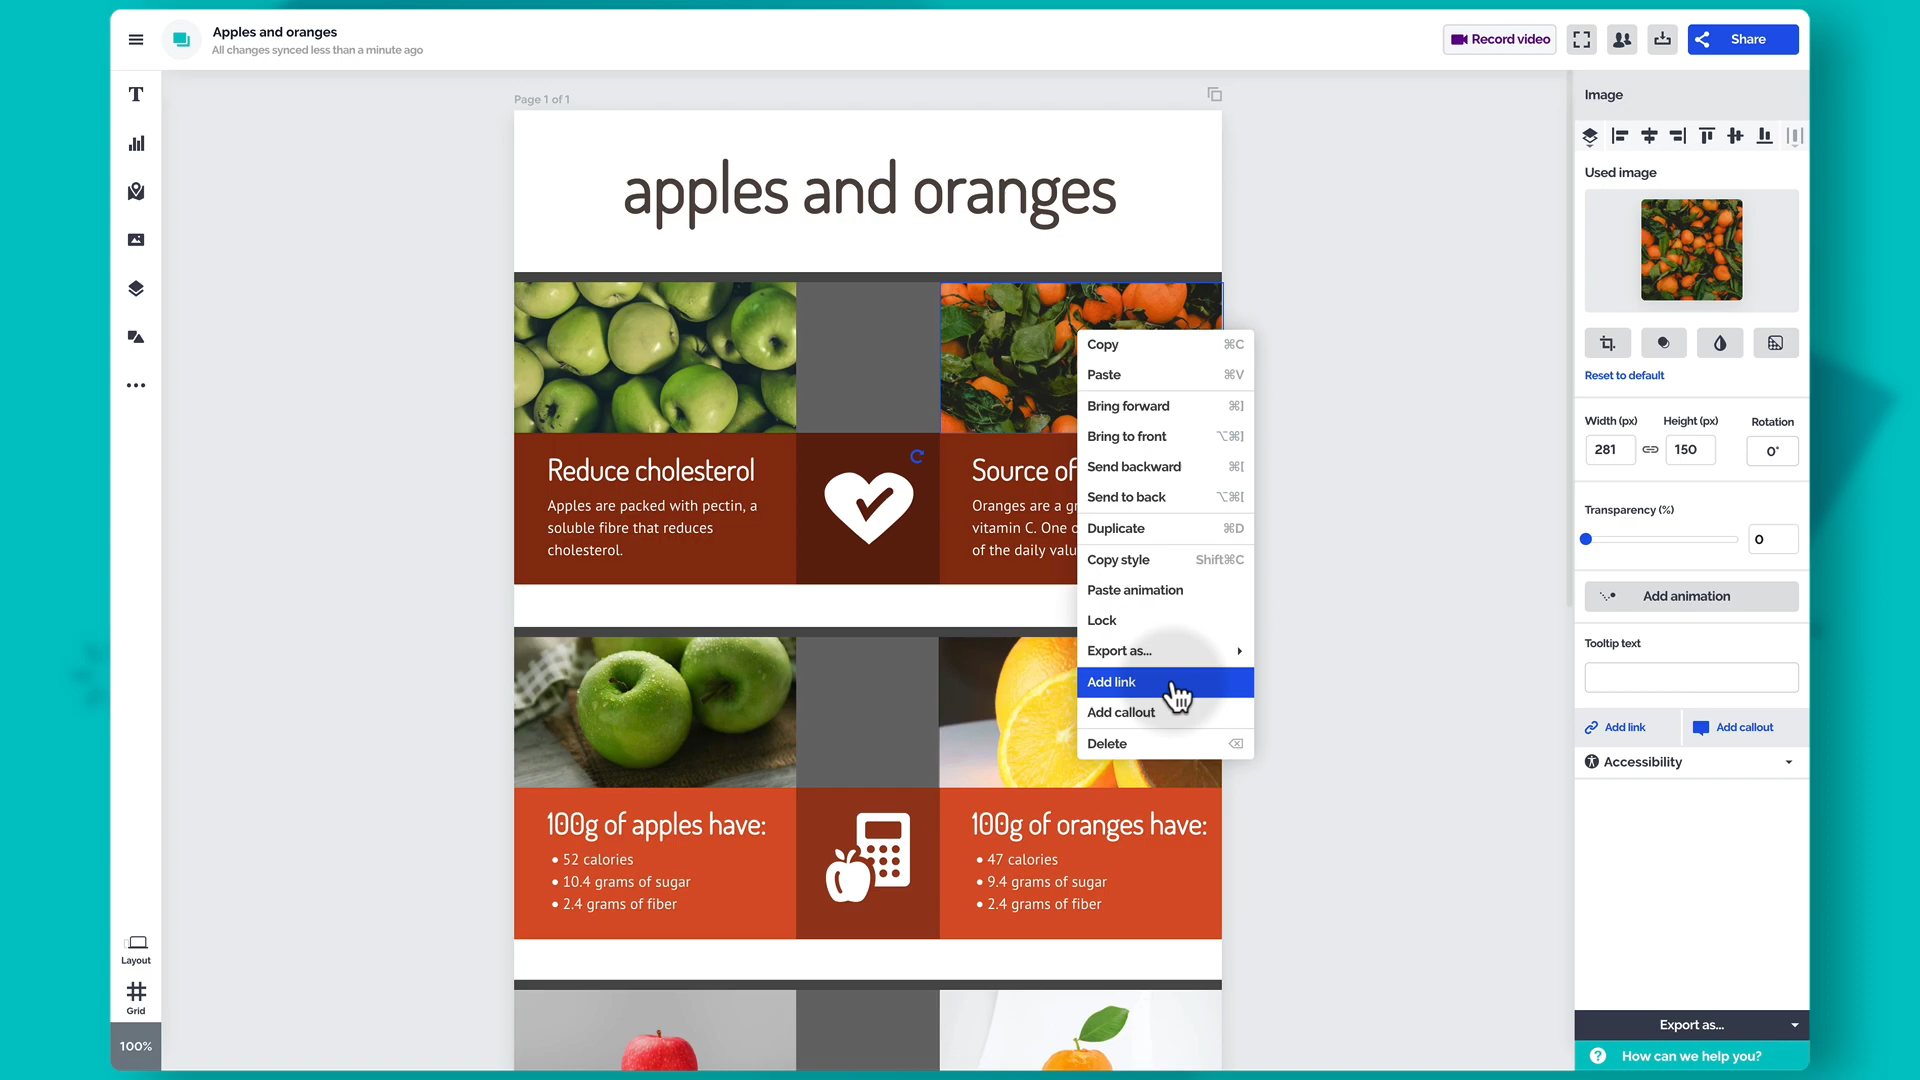 Apples and oranges
All changes synced less than a minute ago
Record video
Share
Page 1 of 1
apples and oranges
Reduce cholesterol
Apples are packed with pectin, a
soluble fibre that reduces
cholesterol.
Source of
Oranges are a gr
vitamin C. One o
of the daily valu
100g of apples have:
• 52 calories
• 10.4 grams of sugar
• 2.4 grams of fiber
100g of oranges have:
• 47 calories
• 9.4 grams of sugar
• 2.4 grams of fiber
Copy ⌘C
Paste ⌘V
Bring forward ⌘]
Bring to front ⌥⌘]
Send backward ⌘[
Send to back ⌥⌘[
Duplicate ⌘D
Copy style Shift⌘C
Paste animation
Lock
Export as...
Add link
Add callout
Delete ⌫
Layout
Grid
100%
Image
Used image
Reset to default
Width (px) Height (px) Rotation
281 150 0°
Transparency (%)
0
Add animation
Tooltip text
Add link Add callout
Accessibility
Export as...
How can we help you?